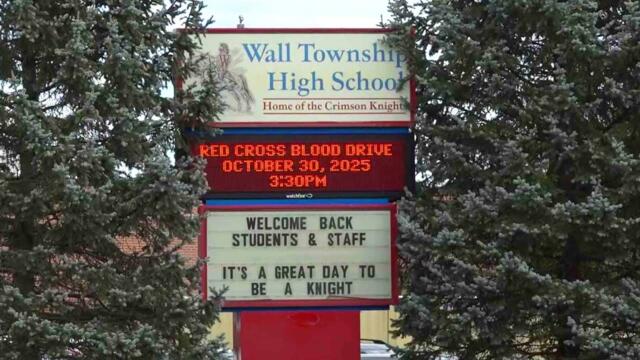 Wall Township
High School
Home of the Crimson Knights
RED CROSS BLOOD DRIVE
OCTOBER 30, 2025
3:30PM
watchfire
WELCOME BACK
STUDENTS & STAFF
IT'S A GREAT DAY TO
BE A KNIGHT